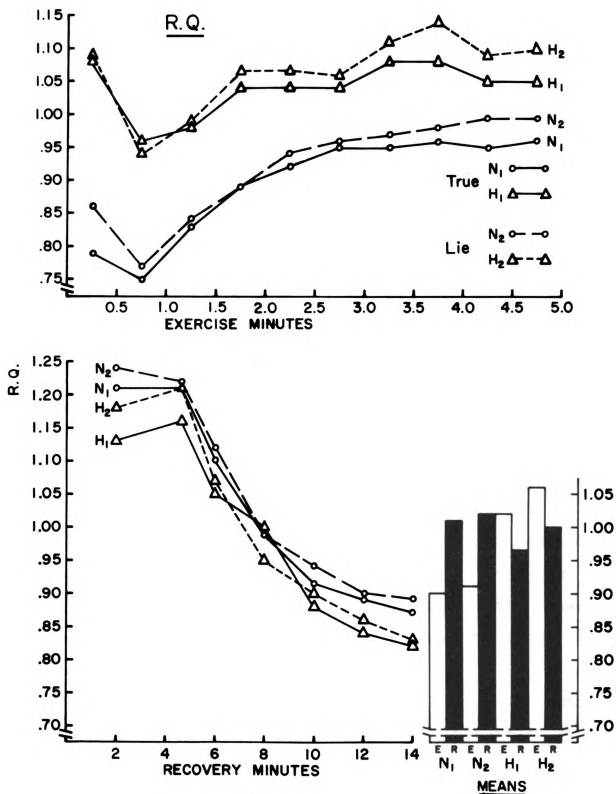 R.Q.
1.15
1.10
1.05
1.00
.95
.90
.85
.80
.75
H2
H1
N2
N1
True
N1
H1
Lie
N2
H2
0.5 1.0 1.5 2.0 2.5 3.0 3.5 4.0 4.5 5.0
EXERCISE MINUTES
R.Q.
1.25
1.20
1.15
1.10
1.05
1.00
.95
.90
.85
.80
.75
.70
N2
N1
H2
H1
2 4 6 8 10 12 14
RECOVERY MINUTES
1.05
1.00
.95
.90
.85
.80
.75
.70
E R E R E R E R
N1 N2 H1 H2
MEANS